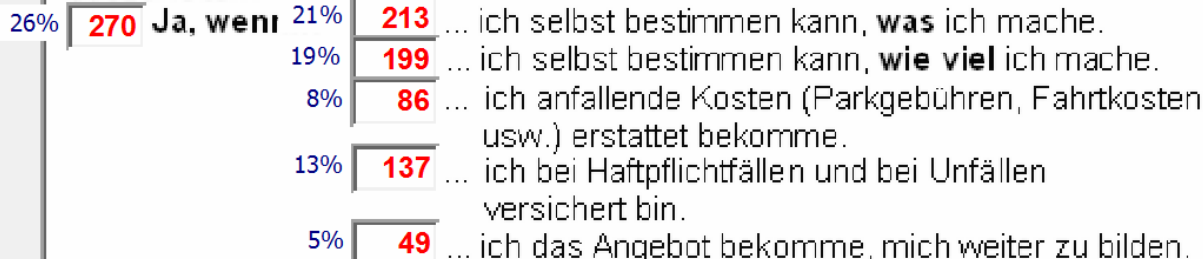 26% 270 Ja, wenn 21% 213 ... ich selbst bestimmen kann, was ich mache.
19% 199 ... ich selbst bestimmen kann, wie viel ich mache.
8% 86 ... ich anfallende Kosten (Parkgebühren, Fahrtkosten
usw.) erstattet bekomme.
13% 137 ... ich bei Haftpflichtfällen und bei Unfällen
versichert bin.
5% 49 ... ich das Angebot bekomme, mich weiter zu bilden.